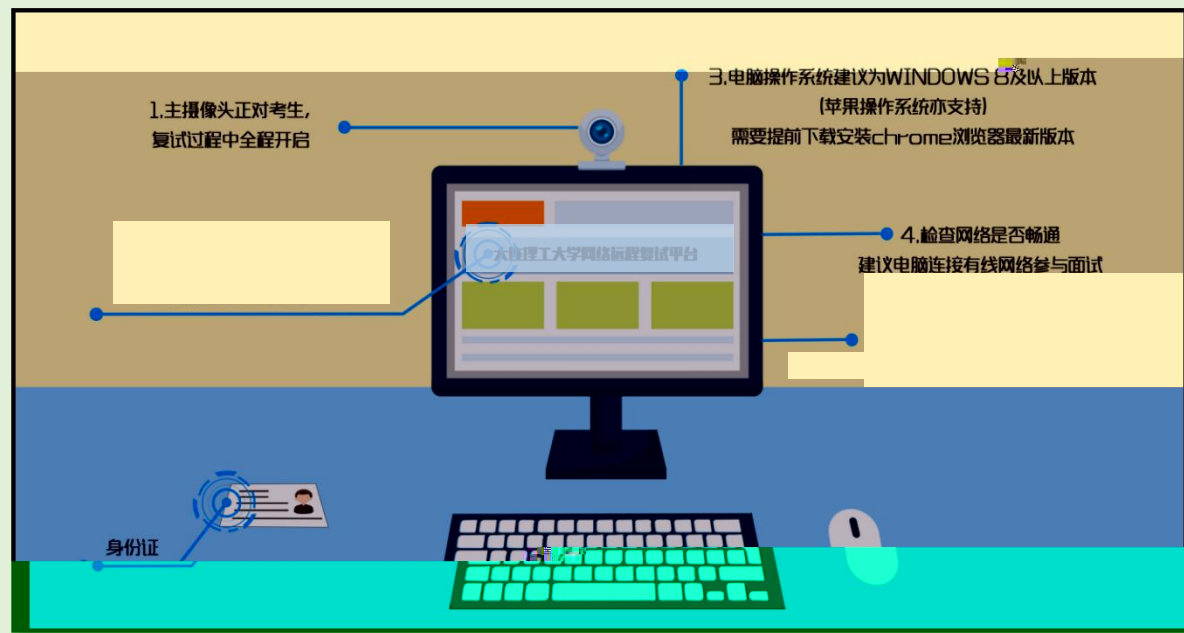 1.主摄像头正对考生,
复试过程中全程开启
3.电脑操作系统建议为WINDOWS 8及以上版本
(苹果操作系统亦支持)
需要提前下载安装chrome浏览器最新版本
大连理工大学网络远程复试平台
4.检查网络是否畅通
建议电脑连接有线网络参与面试
身份证